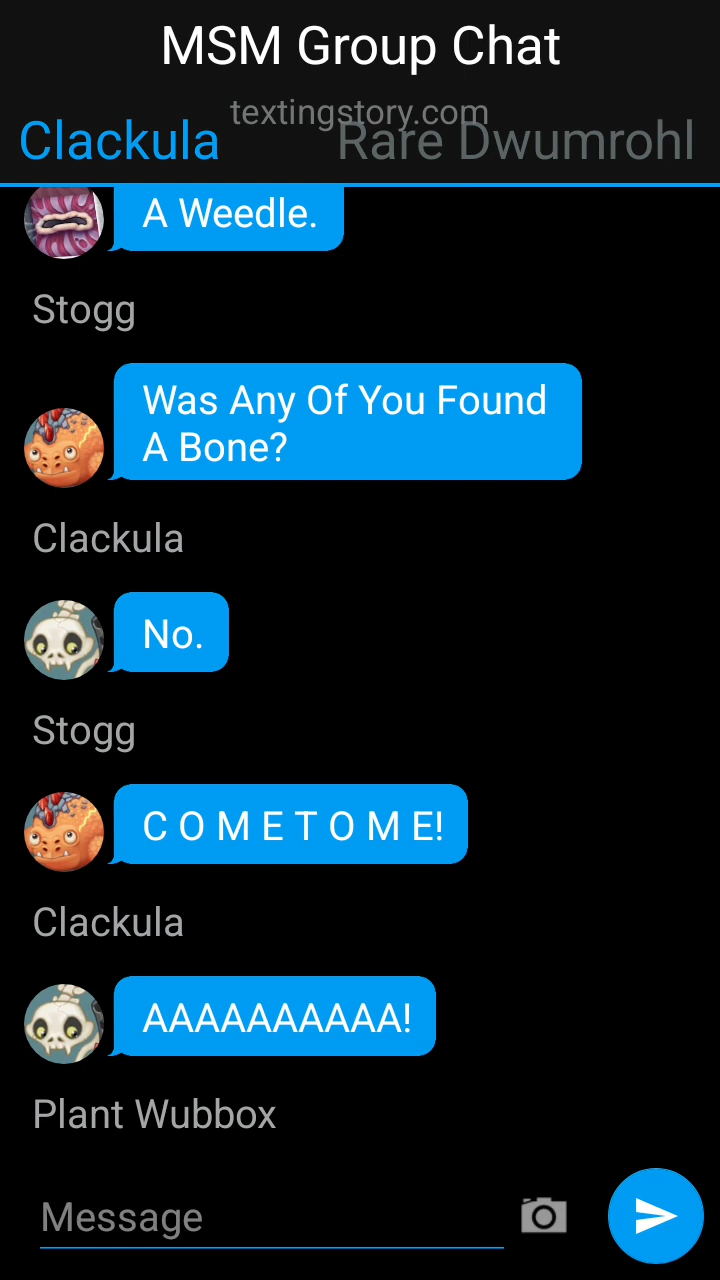 MSM Group Chat
textingstory.com
Clackula
Rare Dwumrohl
A Weedle.
Stogg
Was Any Of You Found
A Bone?
Clackula
No.
Stogg
C O M E T O M E!
Clackula
AAAAAAAAAA!
Plant Wubbox
Message